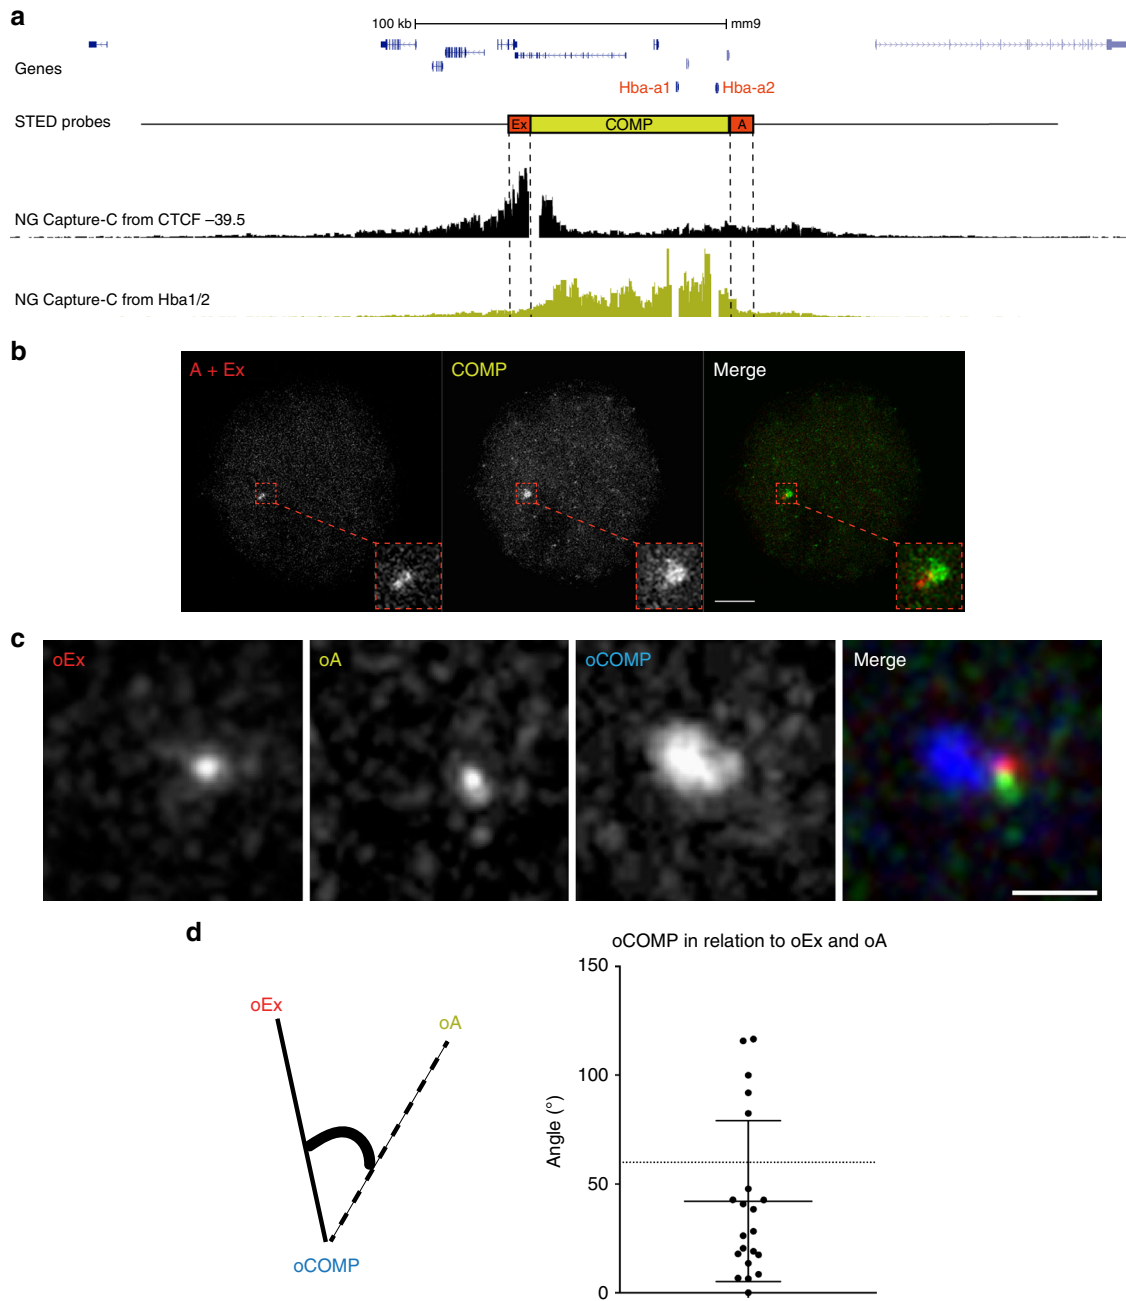 a
100 kb
mm9
Genes
Hba-a1
Hba-a2
STED probes
Ex
COMP
A
NG Capture-C from CTCF –39.5
NG Capture-C from Hba1/2
b
A + Ex
COMP
Merge
c
oEx
oA
oCOMP
Merge
d
oEx
oA
oCOMP
oCOMP in relation to oEx and oA
Angle (°)
150
100
50
0